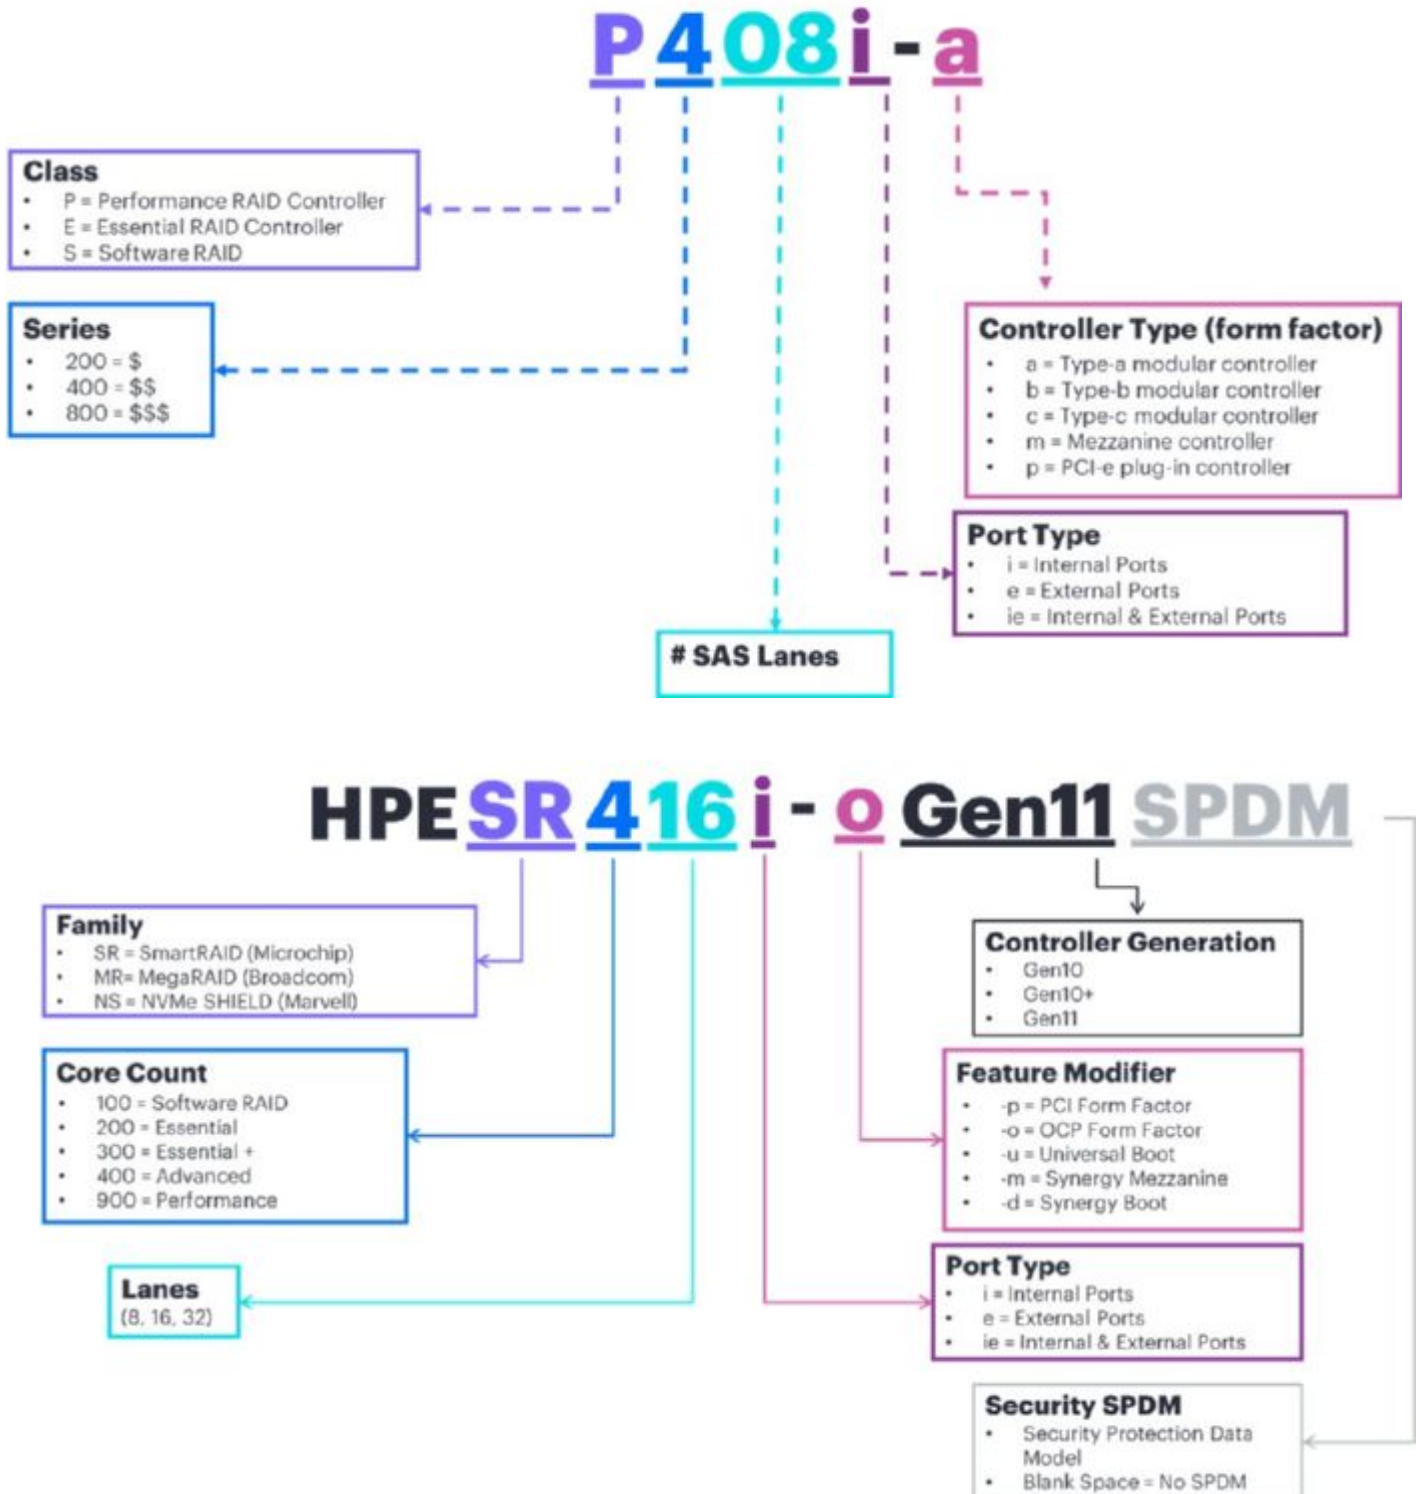 P408i-a
Class
• P = Performance RAID Controller
• E = Essential RAID Controller
• S = Software RAID
Series
• 200 = $
• 400 = $$
• 800 = $$$
Controller Type (form factor)
• a = Type-a modular controller
• b = Type-b modular controller
• c = Type-c modular controller
• m = Mezzanine controller
• p = PCI-e plug-in controller
Port Type
• i = Internal Ports
• e = External Ports
• ie = Internal & External Ports
# SAS Lanes
HPE SR 416 i - o Gen11 SPDM
Family
• SR = SmartRAID (Microchip)
• MR= MegaRAID (Broadcom)
• NS = NVMe SHIELD (Marvell)
Core Count
• 100 = Software RAID
• 200 = Essential
• 300 = Essential +
• 400 = Advanced
• 900 = Performance
Lanes
(8, 16, 32)
Controller Generation
• Gen10
• Gen10+
• Gen11
Feature Modifier
• -p = PCI Form Factor
• -o = OCP Form Factor
• -u = Universal Boot
• -m = Synergy Mezzanine
• -d = Synergy Boot
Port Type
• i = Internal Ports
• e = External Ports
• ie = Internal & External Ports
Security SPDM
• Security Protection Data
Model
• Blank Space = No SPDM